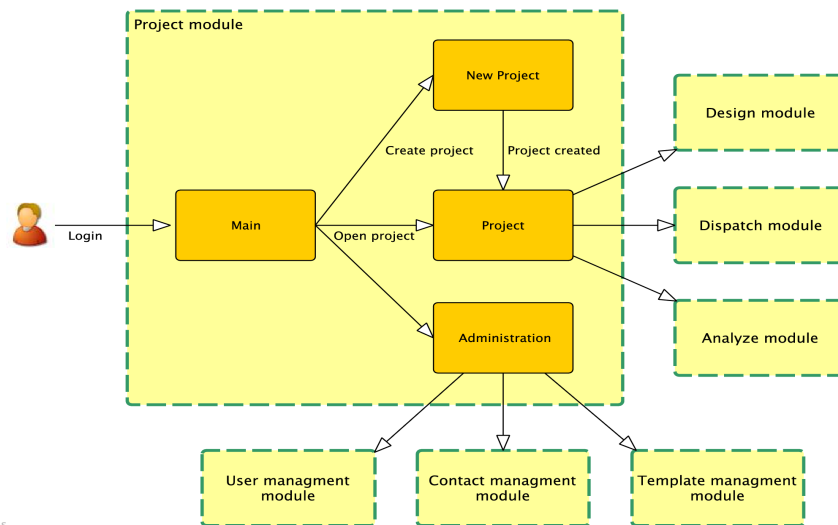 Project module
New Project
Design module
Create project
Project created
Login
Main
Open project
Project
Dispatch module
Administration
Analyze module
User managment
module
Contact managment
module
Template managment
module